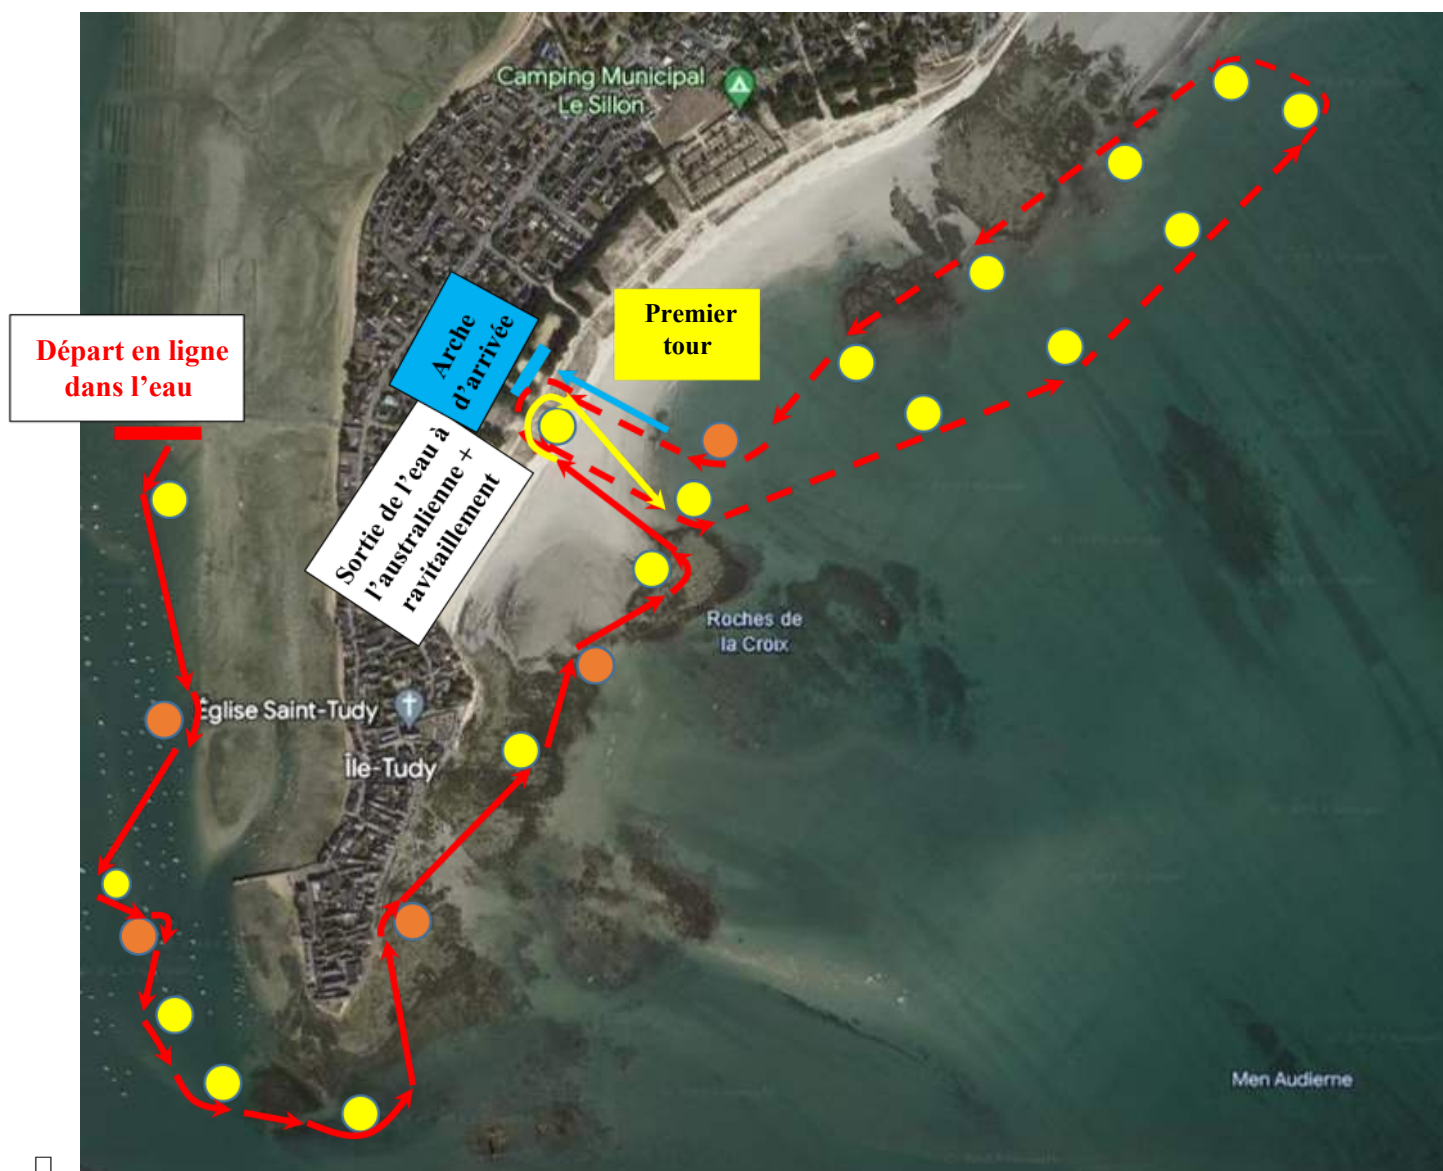 Camping Municipal
Le Sillon
Départ en ligne
dans l’eau
Arche
d’arrivée
Premier
tour
Sortie de l’eau à
l’australienne +
ravitaillement
Roches de
la Croix
Église Saint-Tudy
Île-Tudy
Men Audierne